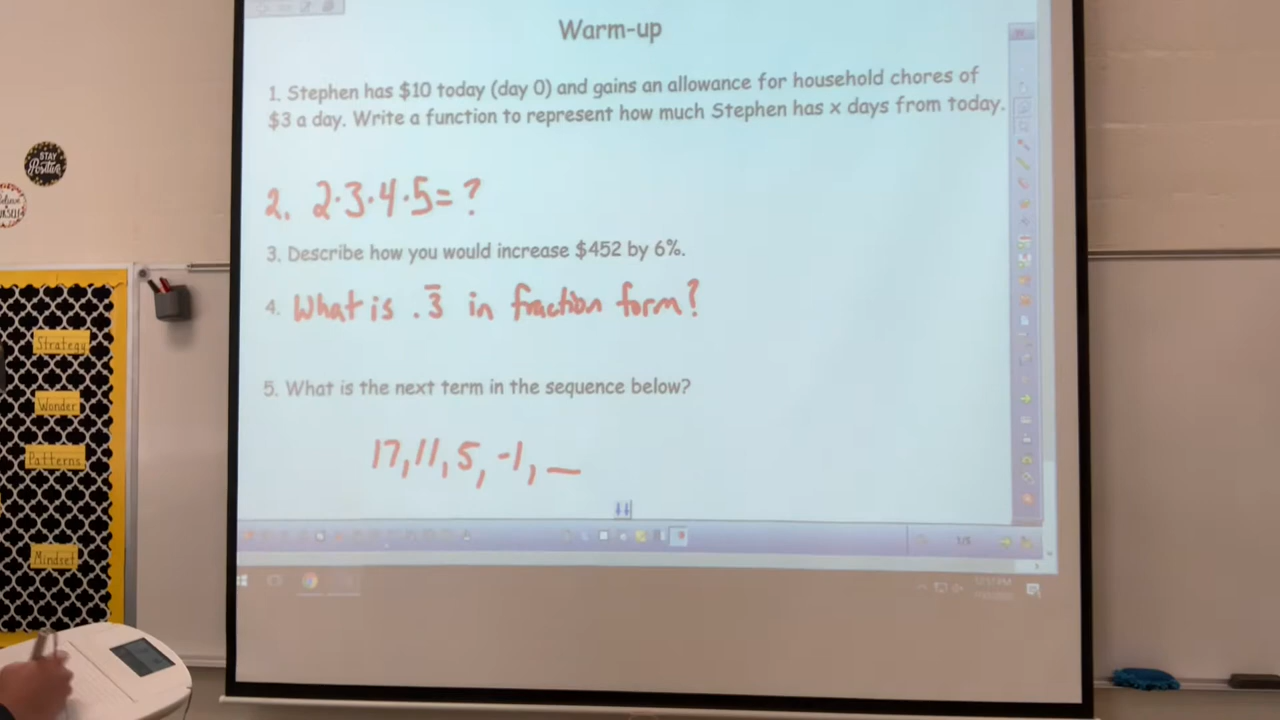 Warm-up
1. Stephen has $10 today (day 0) and gains an allowance for household chores of
$3 a day. Write a function to represent how much Stephen has x days from today.
2. 2·3·4·5=?
3. Describe how you would increase $452 by 6%.
4. What is .3̅ in fraction form?
5. What is the next term in the sequence below?
17, 11, 5, -1, __
1/5
STAY
Positive
Strategy
Wonder
Patterns
Mindset